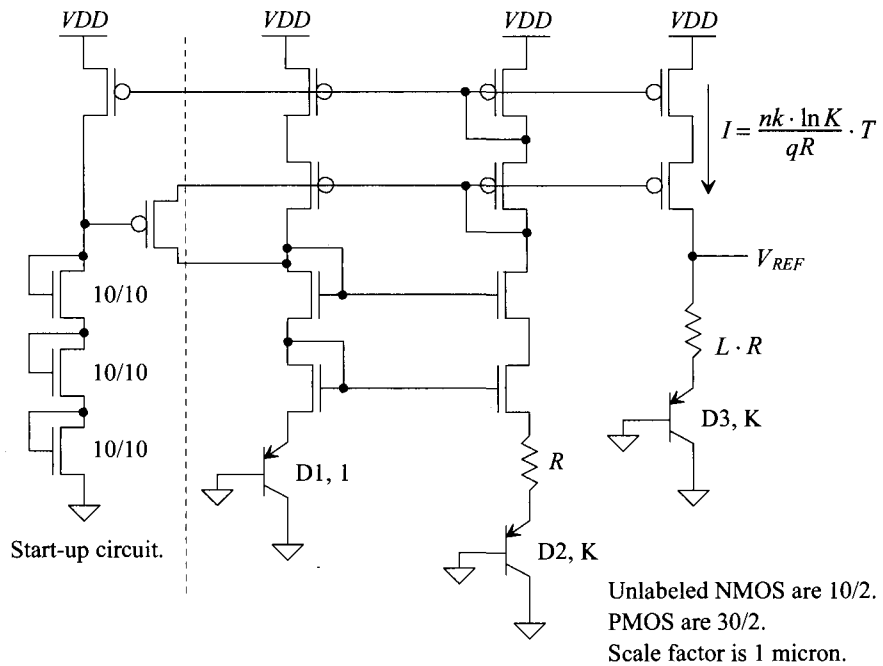 VDD
VDD
VDD
VDD
I = nk · ln K / qR · T
V_REF
10/10
10/10
10/10
L · R
D3, K
D1, 1
R
D2, K
Start-up circuit.
Unlabeled NMOS are 10/2.
PMOS are 30/2.
Scale factor is 1 micron.